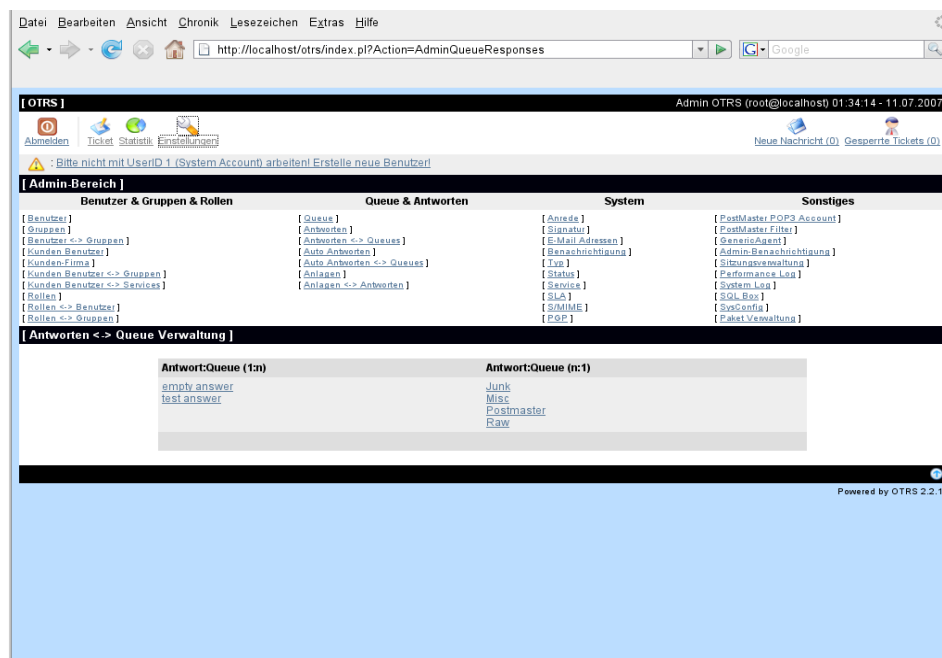 Datei Bearbeiten Ansicht Chronik Lesezeichen Extras Hilfe
http://localhost/otrs/index.pl?Action=AdminQueueResponses
G Google
[ OTRS ] Admin OTRS (root@localhost) 01:34:14 - 11.07.2007
Abmelden Ticket Statistik Einstellungen Neue Nachricht (0) Gesperrte Tickets (0)
: Bitte nicht mit UserID 1 (System Account) arbeiten! Erstelle neue Benutzer!
[ Admin-Bereich ]
Benutzer & Gruppen & Rollen Queue & Antworten System Sonstiges
[ Benutzer ] [ Queue ] [ Anrede ] [ PostMaster POP3 Account ]
[ Gruppen ] [ Antworten ] [ Signatur ] [ PostMaster Filter ]
[ Benutzer <-> Gruppen ] [ Antworten <-> Queues ] [ E-Mail Adressen ] [ GenericAgent ]
[ Kunden Benutzer ] [ Auto Antworten ] [ Benachrichtigung ] [ Admin-Benachrichtigung ]
[ Kunden-Firma ] [ Auto Antworten <-> Queues ] [ Typ ] [ Sitzungsverwaltung ]
[ Kunden Benutzer <-> Gruppen ] [ Anlagen ] [ Status ] [ Performance Log ]
[ Kunden Benutzer <-> Services ] [ Anlagen <-> Antworten ] [ Service ] [ System Log ]
[ Rollen ] [ SLA ] [ SQL Box ]
[ Rollen <-> Benutzer ] [ S/MIME ] [ SysConfig ]
[ Rollen <-> Gruppen ] [ PGP ] [ Paket Verwaltung ]
[ Antworten <-> Queue Verwaltung ]
Antwort:Queue (1:n) Antwort:Queue (n:1)
empty answer Junk
test answer Misc
Postmaster
Raw
Powered by OTRS 2.2.1